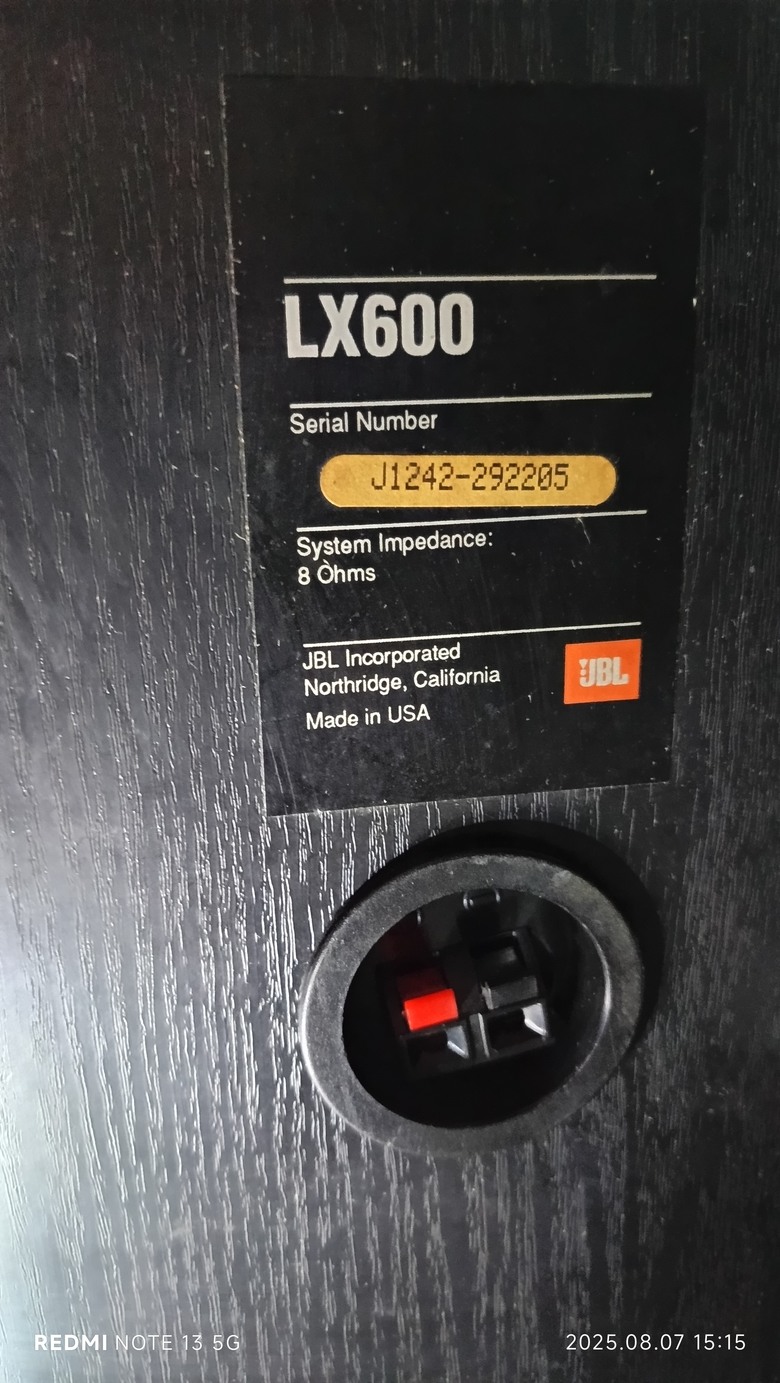 LX600
Serial Number
J1242-292205
System Impedance:
8 Ohms
JBL Incorporated
Northridge, California
Made in USA
JBL
REDMI NOTE 13 5G
2025.08.07 15:15